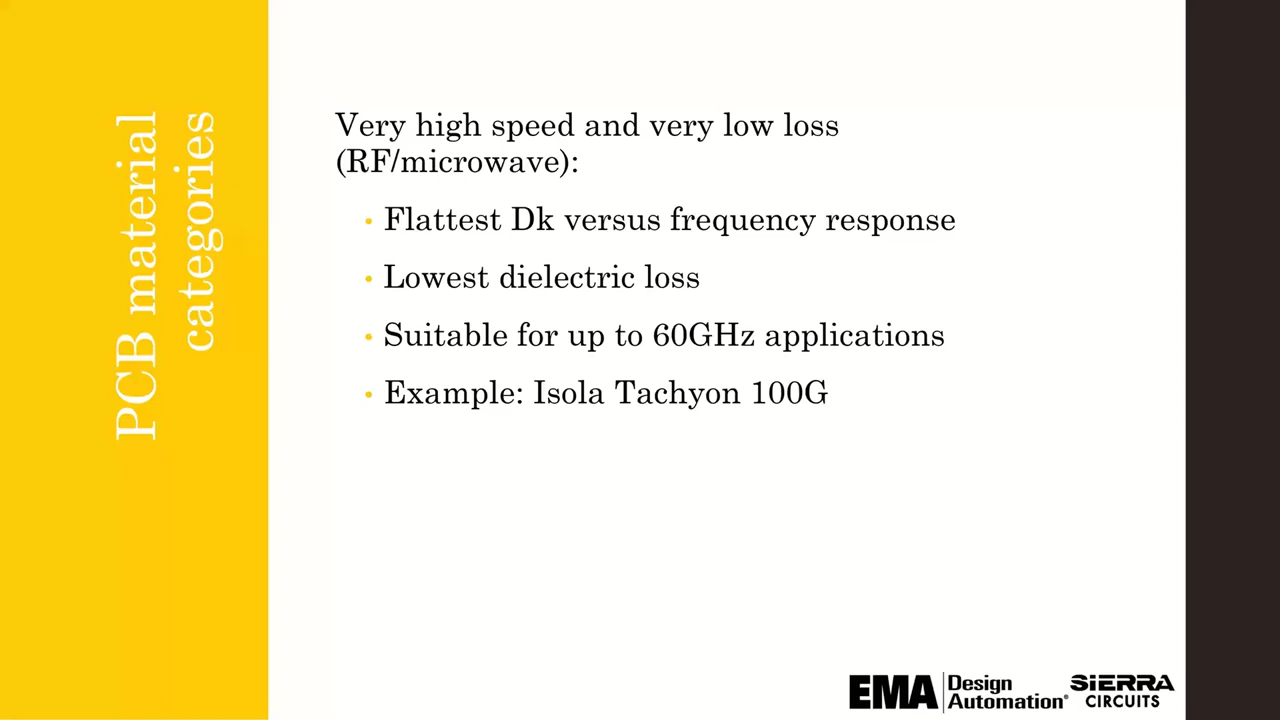 PCB material
categories
Very high speed and very low loss
(RF/microwave):
• Flattest Dk versus frequency response
• Lowest dielectric loss
• Suitable for up to 60GHz applications
• Example: Isola Tachyon 100G
EMA Design Automation®
SIERRA CIRCUITS